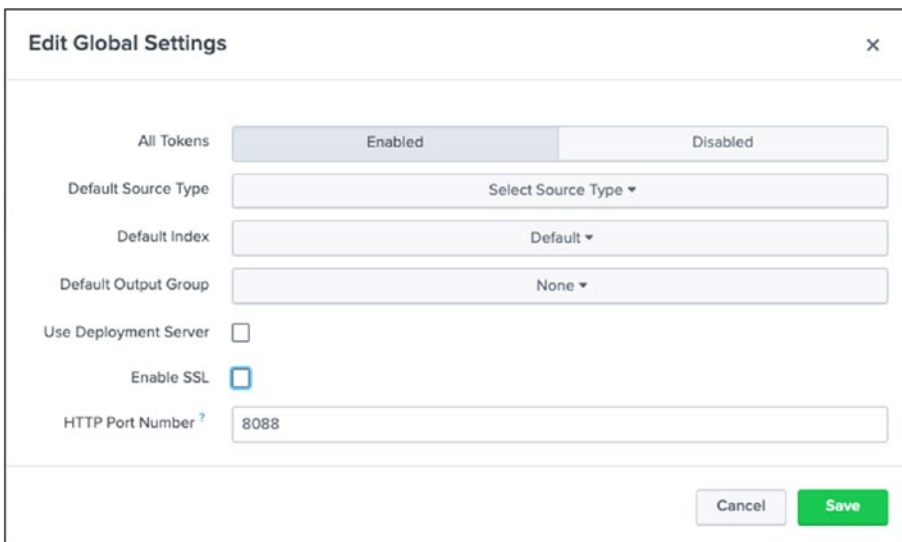 Edit Global Settings ×
All Tokens Enabled Disabled
Default Source Type Select Source Type ▾
Default Index Default ▾
Default Output Group None ▾
Use Deployment Server
Enable SSL
HTTP Port Number ? 8088
Cancel Save